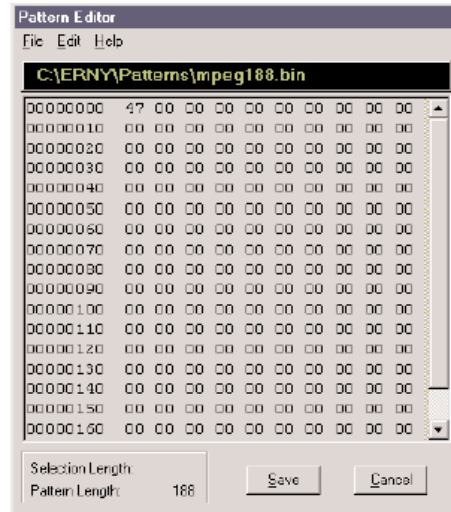 Pattern Editor
File Edit Help
C:\ERNY\Patterns\mpeg188.bin
00000000 47 00 00 00 00 00 00 00 00 00
00000010 00 00 00 00 00 00 00 00 00 00
00000020 00 00 00 00 00 00 00 00 00 00
00000030 00 00 00 00 00 00 00 00 00 00
00000040 00 00 00 00 00 00 00 00 00 00
00000050 00 00 00 00 00 00 00 00 00 00
00000060 00 00 00 00 00 00 00 00 00 00
00000070 00 00 00 00 00 00 00 00 00 00
00000080 00 00 00 00 00 00 00 00 00 00
00000090 00 00 00 00 00 00 00 00 00 00
00000100 00 00 00 00 00 00 00 00 00 00
00000110 00 00 00 00 00 00 00 00 00 00
00000120 00 00 00 00 00 00 00 00 00 00
00000130 00 00 00 00 00 00 00 00 00 00
00000140 00 00 00 00 00 00 00 00 00 00
00000150 00 00 00 00 00 00 00 00 00 00
00000160 00 00 00 00 00 00 00 00 00 00
Selection Length:
Pattern Length: 188
Save Cancel